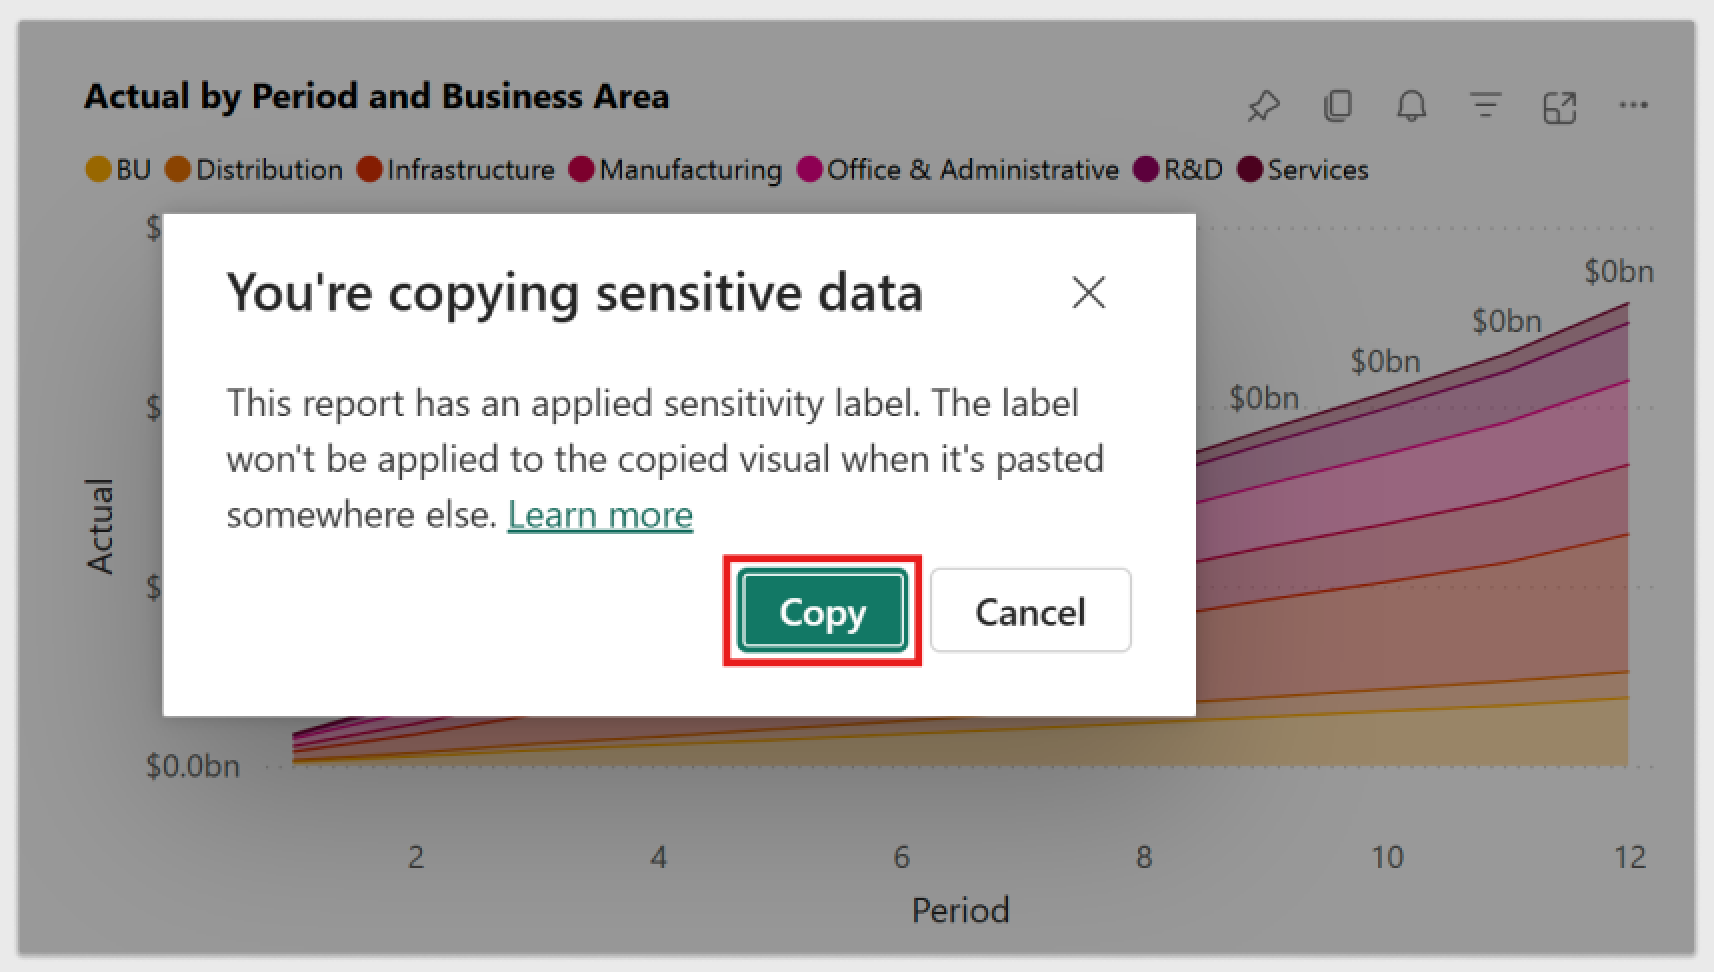 Actual by Period and Business Area
BU Distribution Infrastructure Manufacturing Office & Administrative R&D Services
$
$0bn
$0bn
$0bn
$0bn
$
You're copying sensitive data
This report has an applied sensitivity label. The label
won't be applied to the copied visual when it's pasted
somewhere else. Learn more
Copy Cancel
Actual
$
$0.0bn
2 4 6 8 10 12
Period